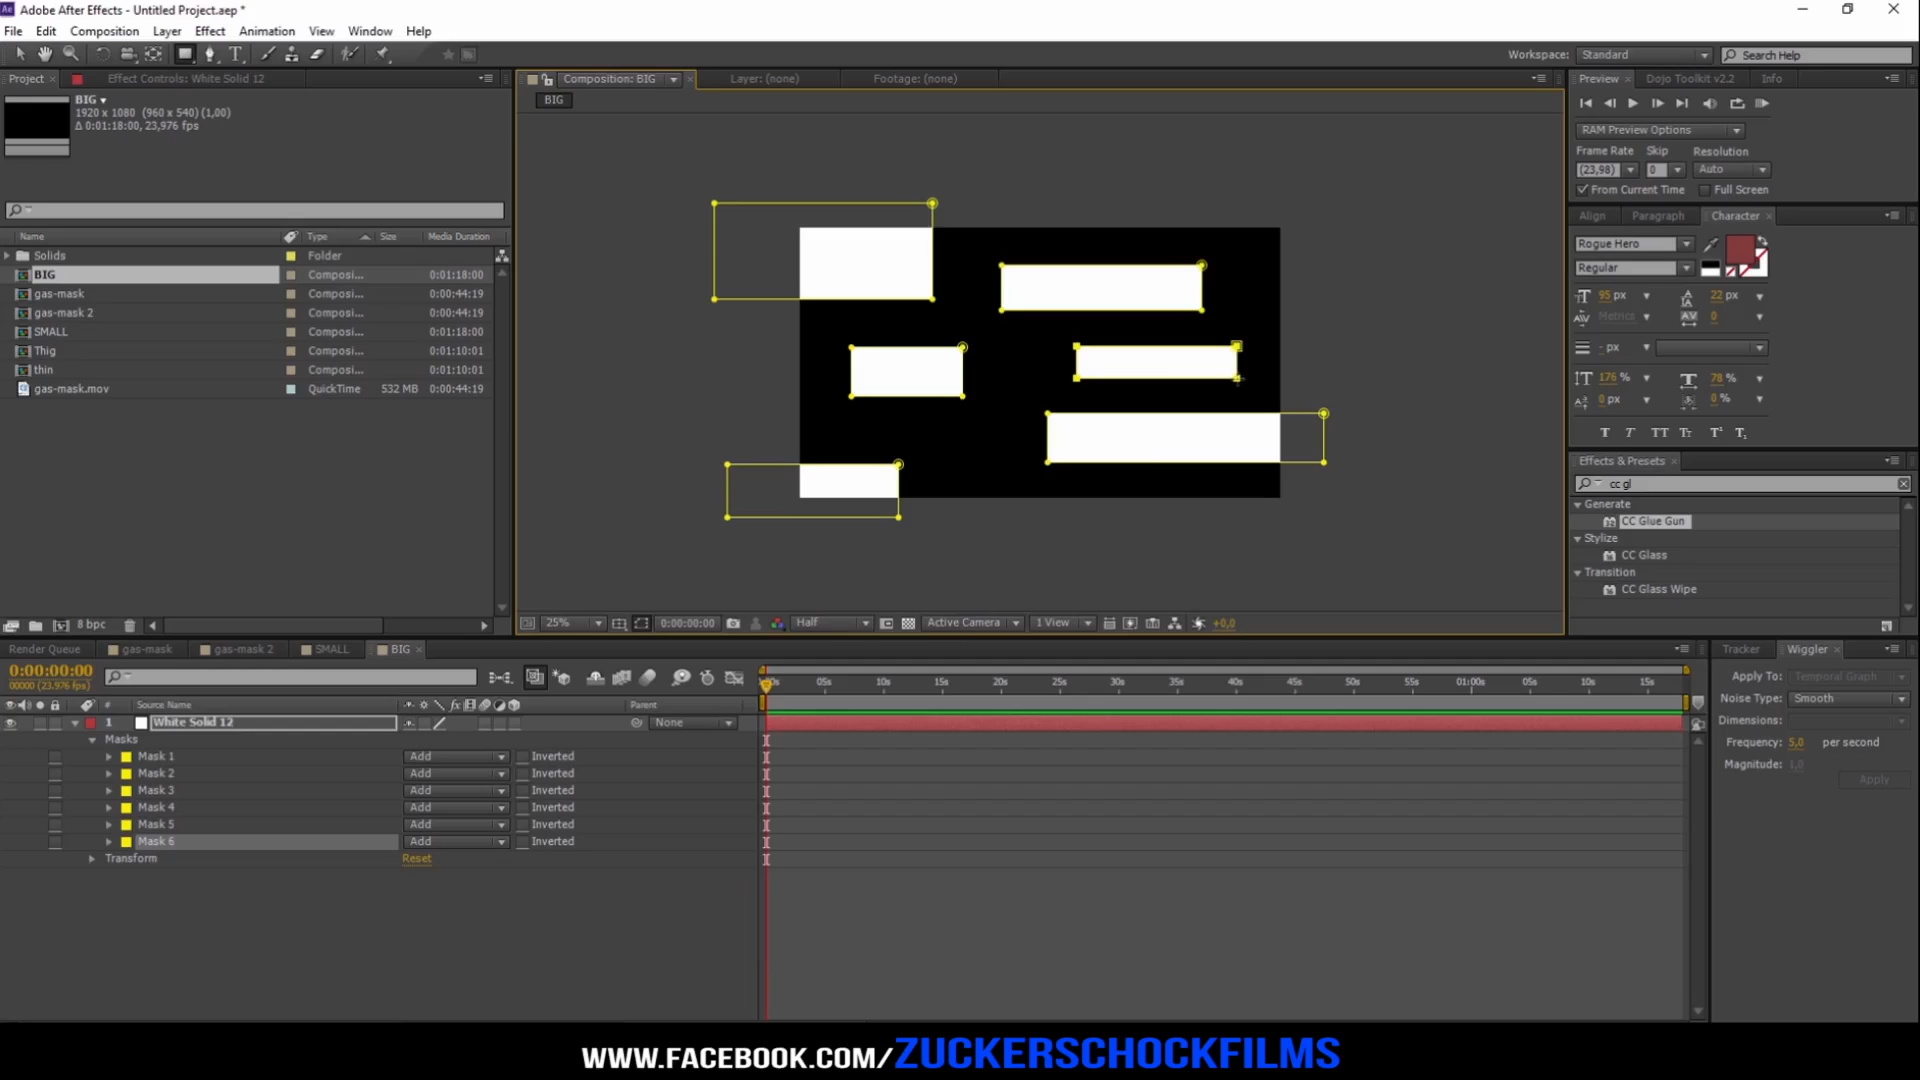 Adobe After Effects - Untitled Project.aep *
File Edit Composition Layer Effect Animation View Window Help
Workspace: Standard Search Help
Project Effect Controls: White Solid 12
Composition: BIG Layer: (none) Footage: (none)
Preview Dojo Toolkit v2.2 Info
BIG
1920 x 1080 (960 x 540) (1,00)
Δ 0:01:18:00, 23,976 fps
BIG
RAM Preview Options
Frame Rate Skip Resolution
(23,98) 0 Auto
From Current Time Full Screen
Align Paragraph Character
Name Type Size Media Duration
Solids Folder
BIG Composi... 0:01:18:00
gas-mask Composi... 0:00:44:19
gas-mask 2 Composi... 0:00:44:19
SMALL Composi... 0:01:18:00
Thig Composi... 0:01:10:01
thin Composi... 0:01:10:01
gas-mask.mov QuickTime 532 MB 0:00:44:19
Rogue Hero
Regular
95 px 22 px
Metrics 0
- px
176 % 78 %
0 px 0 %
T T TT Tт T¹ T₁
Effects & Presets
cc gl
Generate
CC Glue Gun
Stylize
CC Glass
Transition
CC Glass Wipe
8 bpc
25% 0:00:00:00 Half Active Camera 1 View +0,0
Render Queue gas-mask gas-mask 2 SMALL BIG
Tracker Wiggler
0:00:00:00
00000 (23.976 fps)
05s 10s 15s 20s 25s 30s 35s 40s 45s 50s 55s 01:00s 05s 10s 15s
# Source Name Parent
1 White Solid 12 None
Masks
Mask 1 Add Inverted
Mask 2 Add Inverted
Mask 3 Add Inverted
Mask 4 Add Inverted
Mask 5 Add Inverted
Mask 6 Add Inverted
Transform Reset
Apply To: Temporal Graph
Noise Type: Smooth
Dimensions:
Frequency: 5,0 per second
Magnitude: 1,0
Apply
WWW.FACEBOOK.COM/ZUCKERSCHOCKFILMS